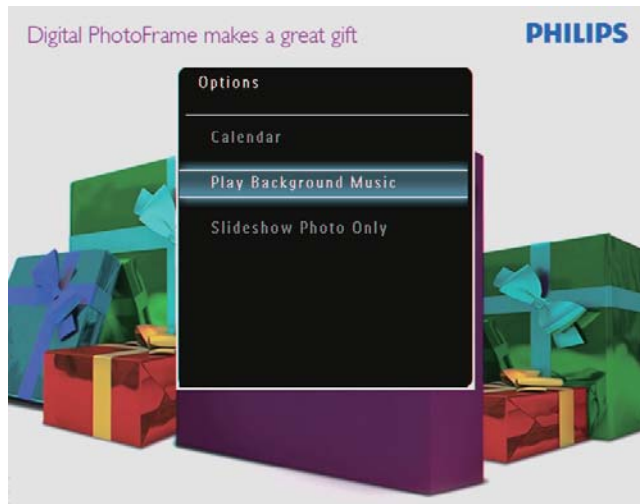 Digital PhotoFrame makes a great gift
PHILIPS
Options
Calendar
Play Background Music
Slideshow Photo Only